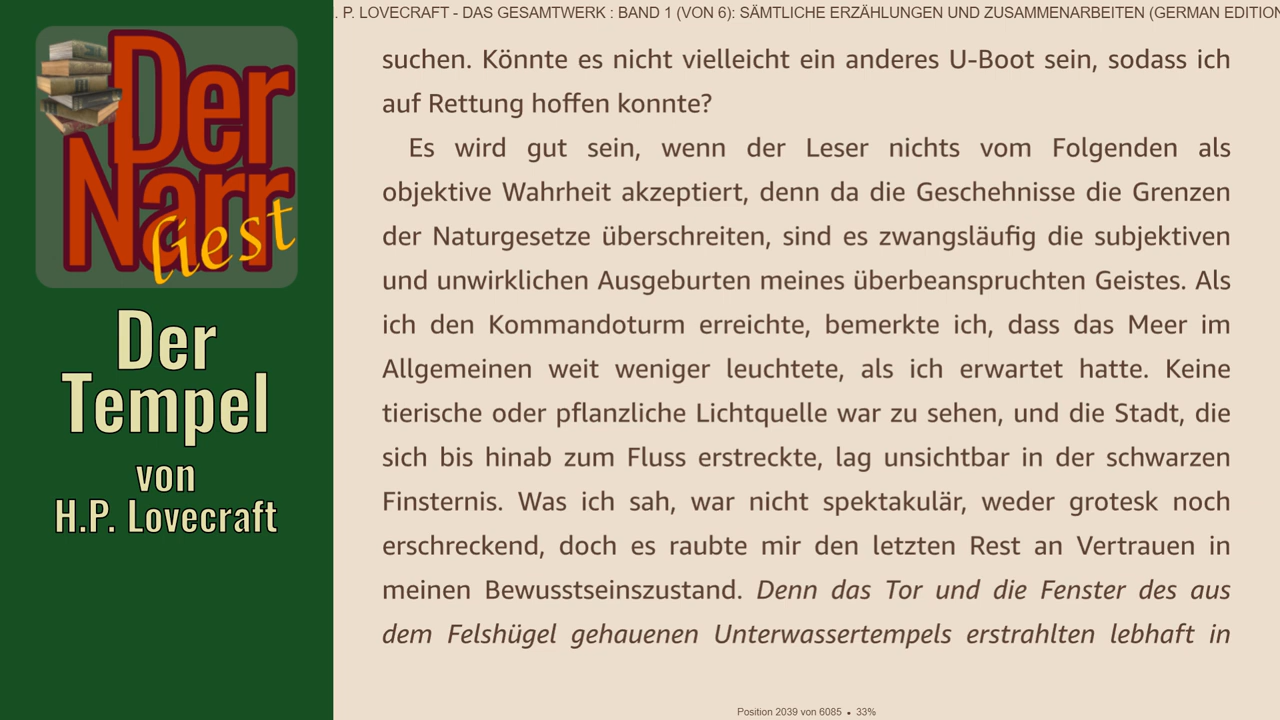 Der
Narr
liest
Der
Tempel
von
H.P. Lovecraft
. P. LOVECRAFT - DAS GESAMTWERK : BAND 1 (VON 6): SÄMTLICHE ERZÄHLUNGEN UND ZUSAMMENARBEITEN (GERMAN EDITION
suchen. Könnte es nicht vielleicht ein anderes U-Boot sein, sodass ich
auf Rettung hoffen konnte?
Es wird gut sein, wenn der Leser nichts vom Folgenden als
objektive Wahrheit akzeptiert, denn da die Geschehnisse die Grenzen
der Naturgesetze überschreiten, sind es zwangsläufig die subjektiven
und unwirklichen Ausgeburten meines überbeanspruchten Geistes. Als
ich den Kommandoturm erreichte, bemerkte ich, dass das Meer im
Allgemeinen weit weniger leuchtete, als ich erwartet hatte. Keine
tierische oder pflanzliche Lichtquelle war zu sehen, und die Stadt, die
sich bis hinab zum Fluss erstreckte, lag unsichtbar in der schwarzen
Finsternis. Was ich sah, war nicht spektakulär, weder grotesk noch
erschreckend, doch es raubte mir den letzten Rest an Vertrauen in
meinen Bewusstseinszustand. Denn das Tor und die Fenster des aus
dem Felshügel gehauenen Unterwassertempels erstrahlten lebhaft in
Position 2039 von 6085 • 33%